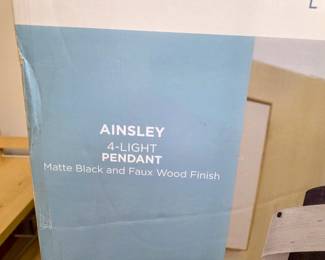 AINSLEY
4-LIGHT
PENDANT
Matte Black and Faux Wood Finish